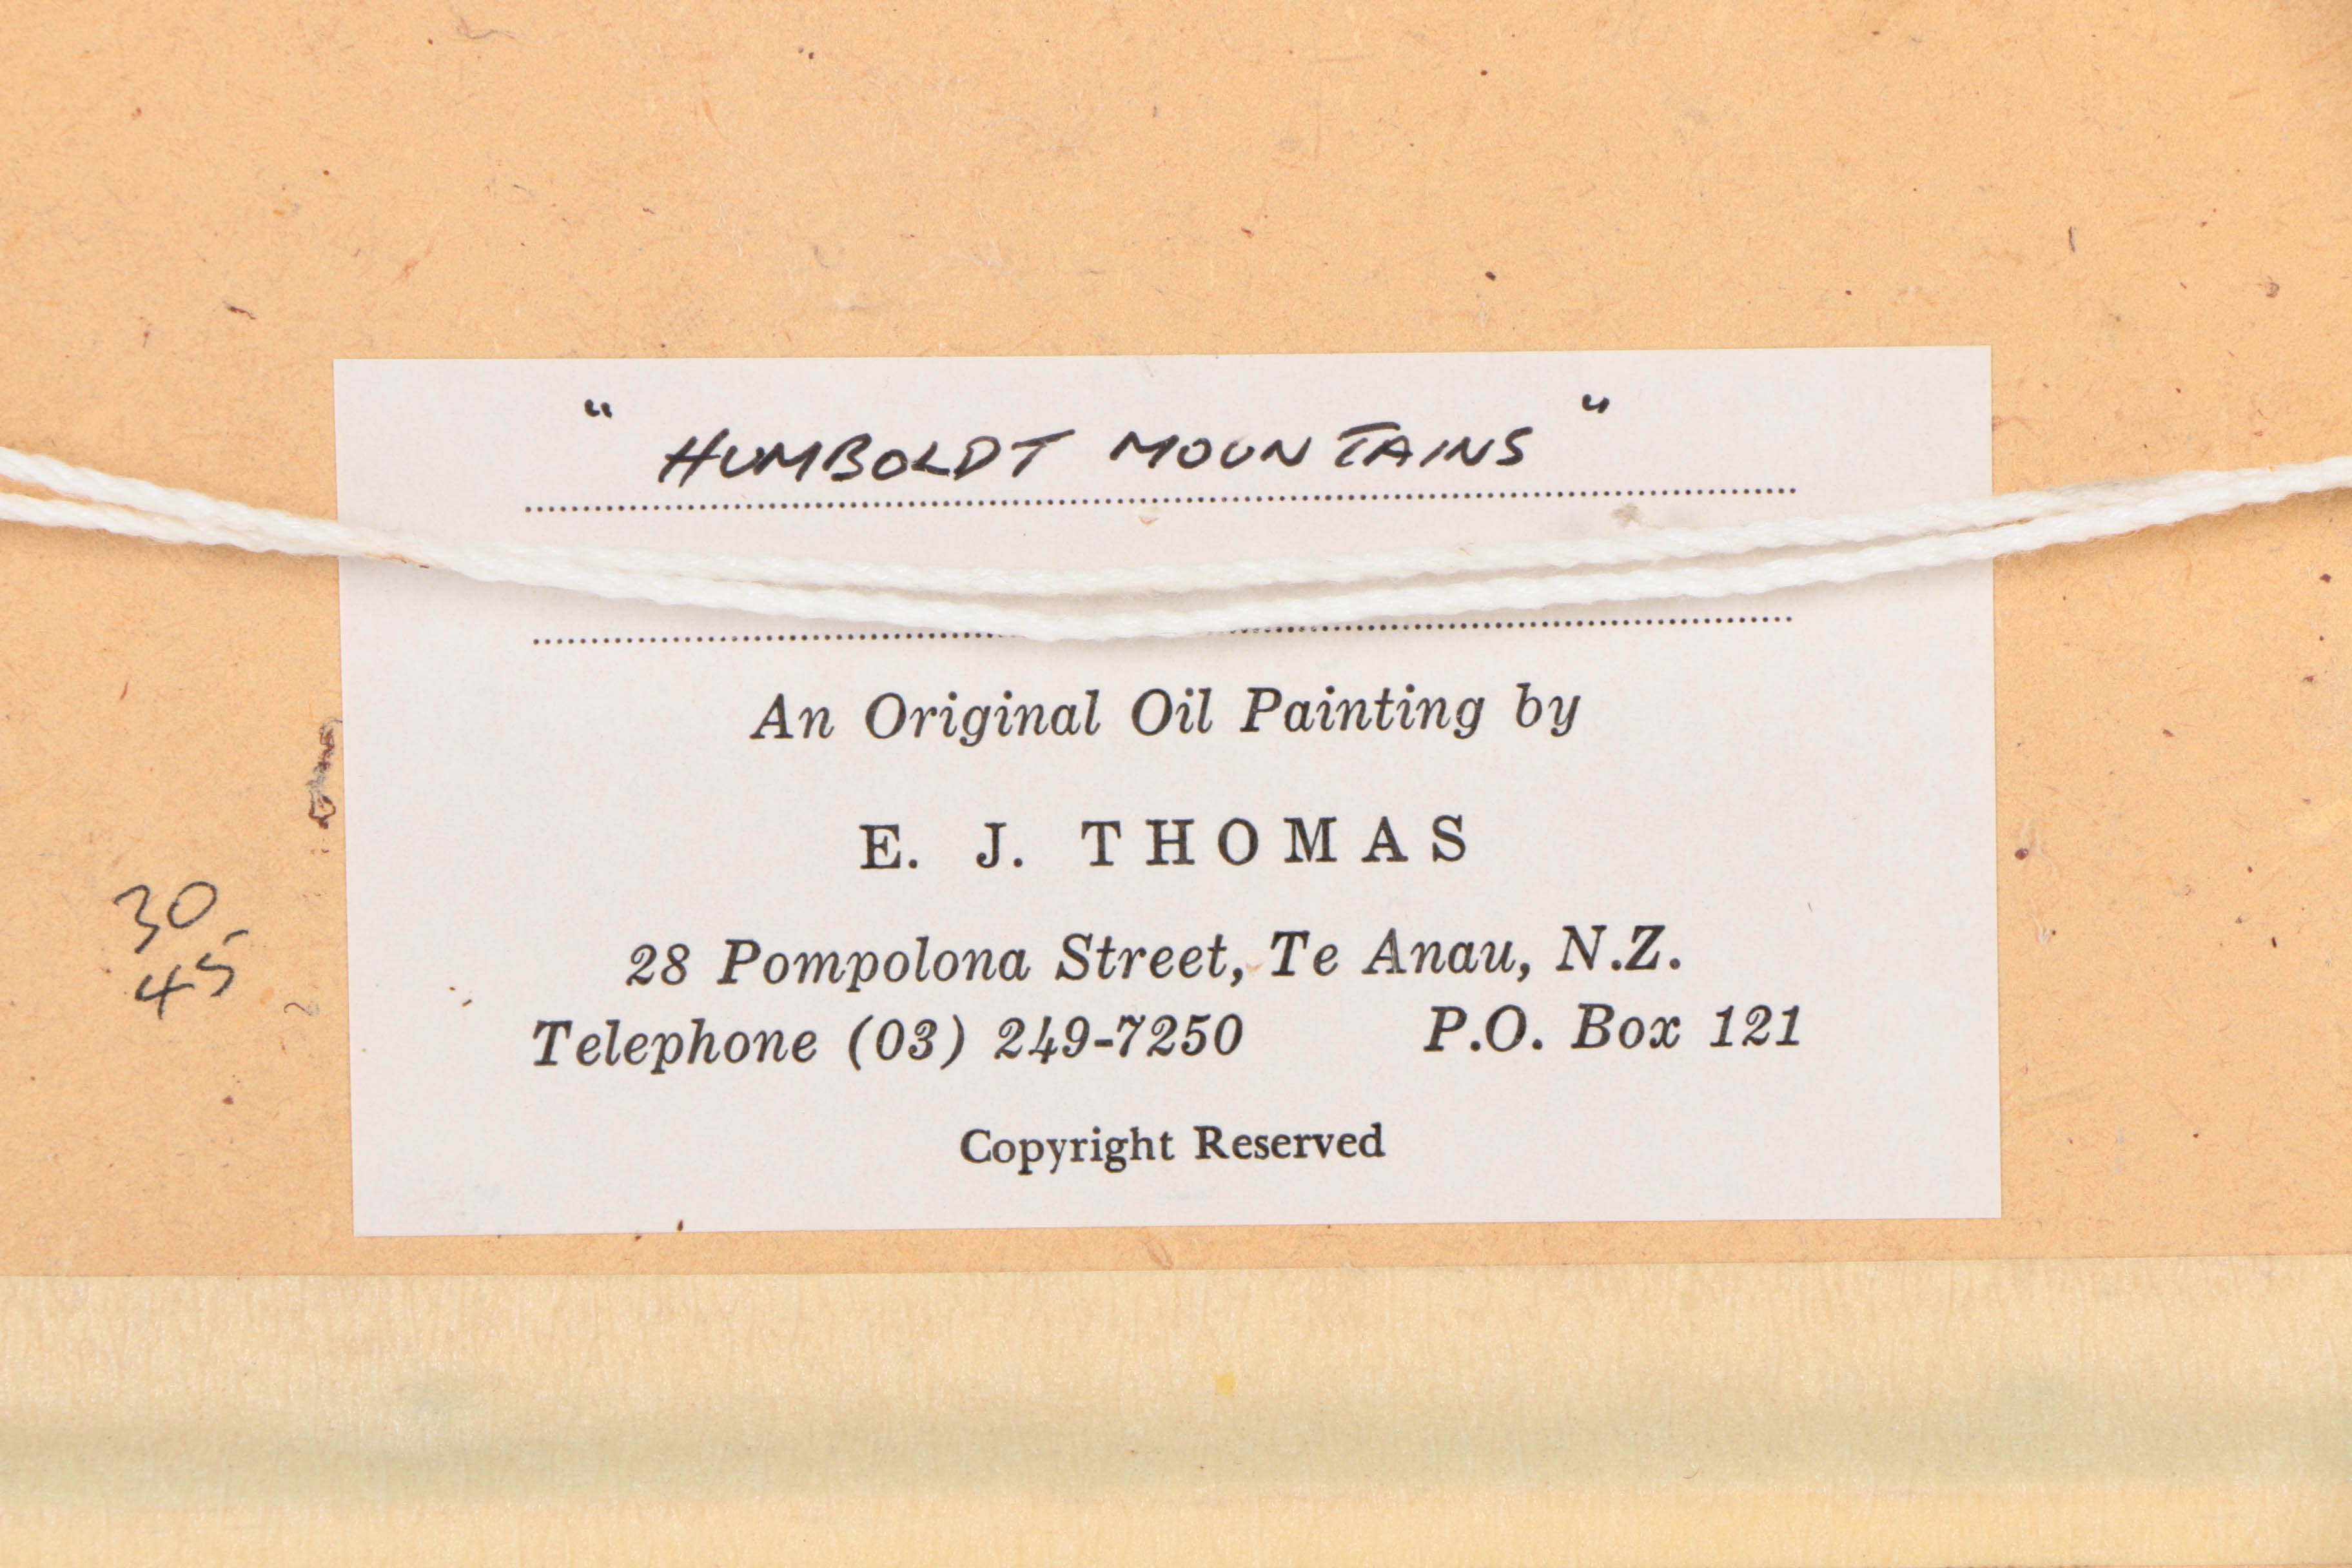 " HUMBOLDT MOUNTAINS "
An Original Oil Painting by
E. J. THOMAS
28 Pompolona Street, Te Anau, N.Z.
Telephone (03) 249-7250 P.O. Box 121
Copyright Reserved
30
45